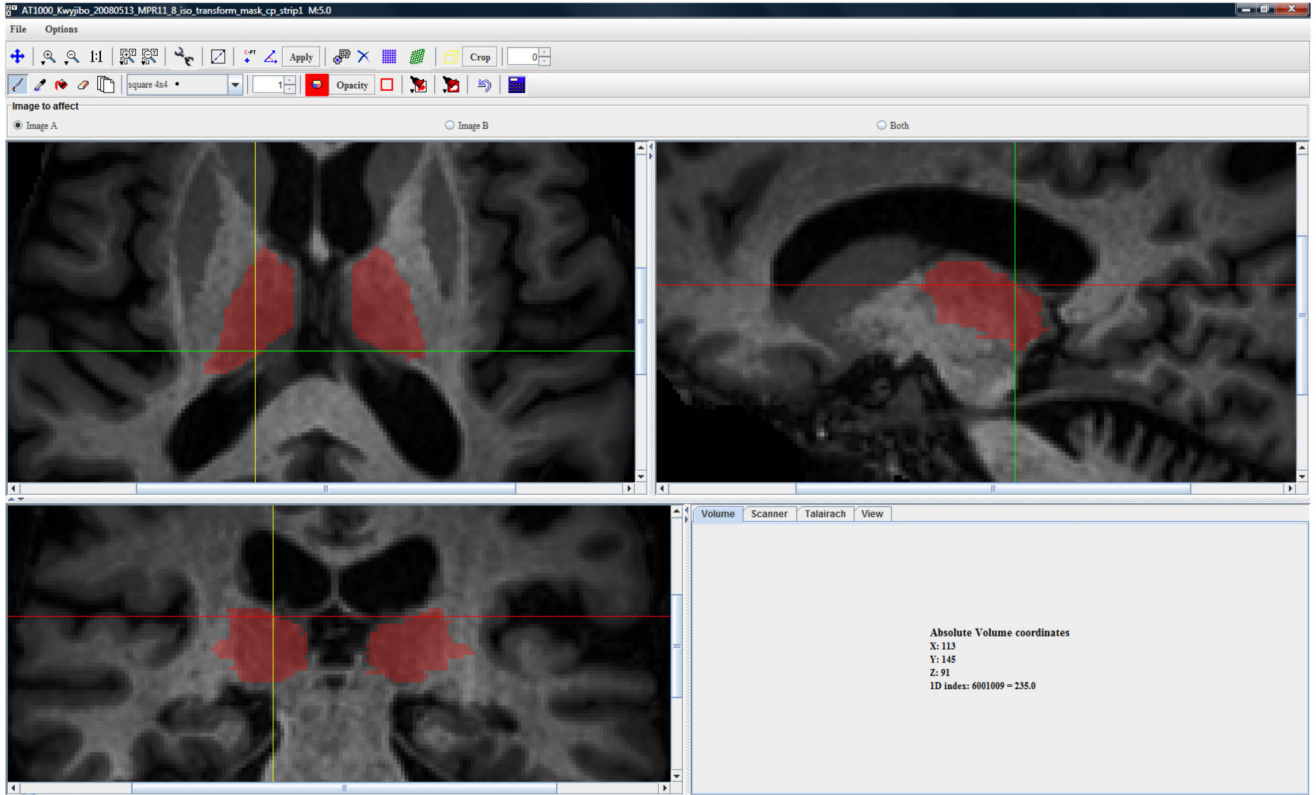 AT1000_Kwyjibo_20080513_MPR11_8_iso_transform_mask_cp_strip1 M:5.0
File Options
1:1 C-PT Apply Crop 0
square 4x4 1 Opacity
Image to affect
Image A Image B Both
Volume Scanner Talairach View
Absolute Volume coordinates
X: 113
Y: 145
Z: 91
1D index: 6001009 = 235.0